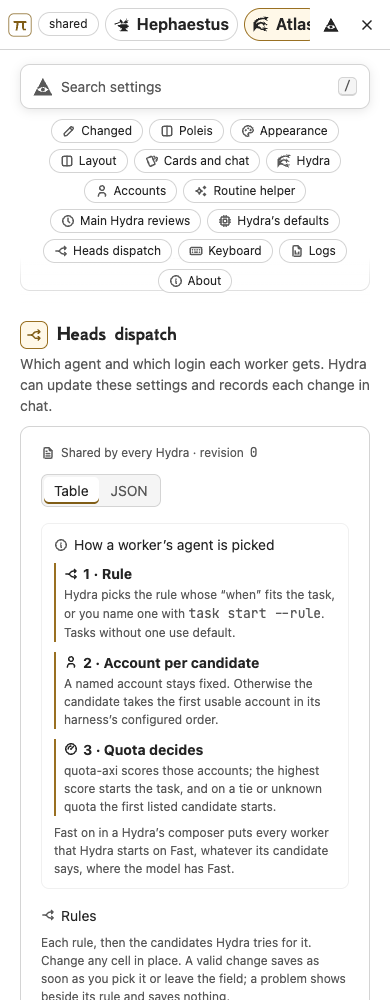 shared
Hephaestus
Atlas
Search settings
/
Changed
Poleis
Appearance
Layout
Cards and chat
Hydra
Accounts
Routine helper
Main Hydra reviews
Hydra's defaults
Heads dispatch
Keyboard
Logs
About
Heads dispatch
Which agent and which login each worker gets. Hydra
can update these settings and records each change in
chat.
Shared by every Hydra · revision 0
Table
JSON
How a worker's agent is picked
1 · Rule
Hydra picks the rule whose “when” fits the task,
or you name one with task start --rule.
Tasks without one use default.
2 · Account per candidate
A named account stays fixed. Otherwise the
candidate takes the first usable account in its
harness's configured order.
3 · Quota decides
quota-axi scores those accounts; the highest
score starts the task, and on a tie or unknown
quota the first listed candidate starts.
Fast on in a Hydra's composer puts every worker
that Hydra starts on Fast, whatever its candidate
says, where the model has Fast.
Rules
Each rule, then the candidates Hydra tries for it.
Change any cell in place. A valid change saves as
soon as you pick it or leave the field; a problem shows
beside its rule and saves nothing.